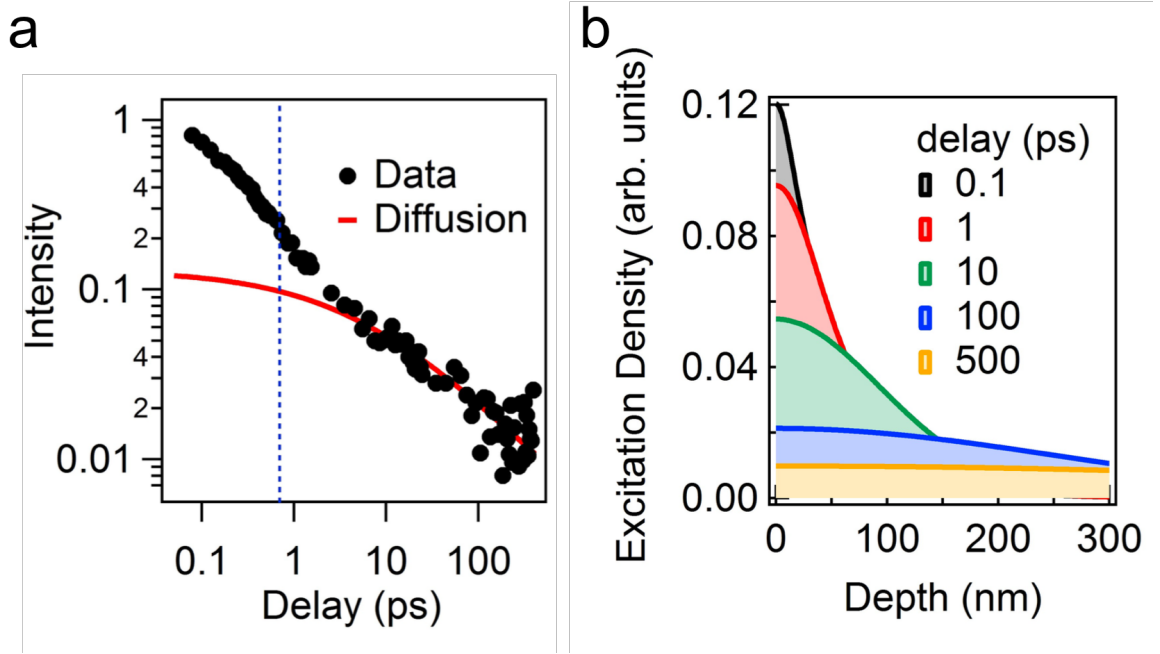 a
1
4
2
0.1
4
2
0.01
Intensity
Data
Diffusion
0.1
1
10
100
Delay (ps)
b
Excitation Density (arb. units)
0.12
0.08
0.04
0.00
delay (ps)
0.1
1
10
100
500
0
100
200
300
Depth (nm)